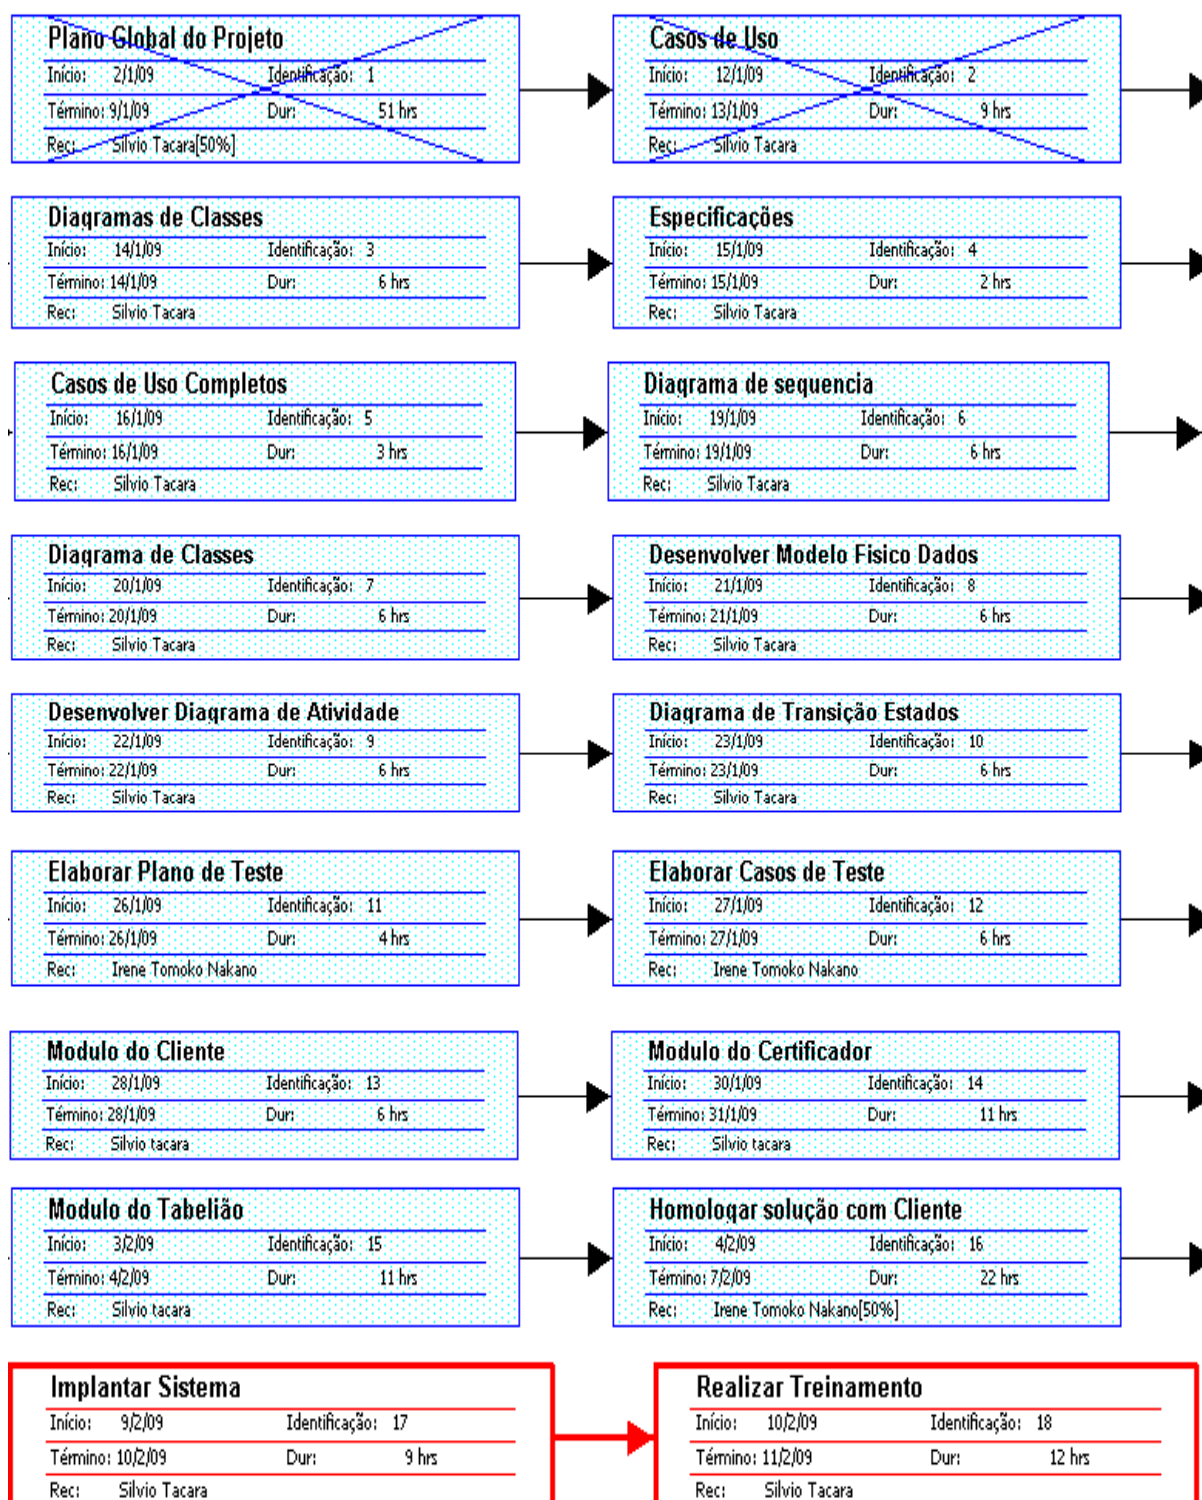 Plano Global do Projeto
Início: 2/1/09 Identificação: 1
Término: 9/1/09 Dur: 51 hrs
Rec: Silvio Tacara[50%]
Casos de Uso
Início: 12/1/09 Identificação: 2
Término: 13/1/09 Dur: 9 hrs
Rec: Silvio Tacara
Diagramas de Classes
Início: 14/1/09 Identificação: 3
Término: 14/1/09 Dur: 6 hrs
Rec: Silvio Tacara
Especificações
Início: 15/1/09 Identificação: 4
Término: 15/1/09 Dur: 2 hrs
Rec: Silvio Tacara
Casos de Uso Completos
Início: 16/1/09 Identificação: 5
Término: 16/1/09 Dur: 3 hrs
Rec: Silvio Tacara
Diagrama de sequencia
Início: 19/1/09 Identificação: 6
Término: 19/1/09 Dur: 6 hrs
Rec: Silvio Tacara
Diagrama de Classes
Início: 20/1/09 Identificação: 7
Término: 20/1/09 Dur: 6 hrs
Rec: Silvio Tacara
Desenvolver Modelo Fisico Dados
Início: 21/1/09 Identificação: 8
Término: 21/1/09 Dur: 6 hrs
Rec: Silvio Tacara
Desenvolver Diagrama de Atividade
Início: 22/1/09 Identificação: 9
Término: 22/1/09 Dur: 6 hrs
Rec: Silvio Tacara
Diagrama de Transição Estados
Início: 23/1/09 Identificação: 10
Término: 23/1/09 Dur: 6 hrs
Rec: Silvio Tacara
Elaborar Plano de Teste
Início: 26/1/09 Identificação: 11
Término: 26/1/09 Dur: 4 hrs
Rec: Irene Tomoko Nakano
Elaborar Casos de Teste
Início: 27/1/09 Identificação: 12
Término: 27/1/09 Dur: 6 hrs
Rec: Irene Tomoko Nakano
Modulo do Cliente
Início: 28/1/09 Identificação: 13
Término: 28/1/09 Dur: 6 hrs
Rec: Silvio tacara
Modulo do Certificador
Início: 30/1/09 Identificação: 14
Término: 31/1/09 Dur: 11 hrs
Rec: Silvio tacara
Modulo do Tabelião
Início: 3/2/09 Identificação: 15
Término: 4/2/09 Dur: 11 hrs
Rec: Silvio tacara
Homologar solução com Cliente
Início: 4/2/09 Identificação: 16
Término: 7/2/09 Dur: 22 hrs
Rec: Irene Tomoko Nakano[50%]
Implantar Sistema
Início: 9/2/09 Identificação: 17
Término: 10/2/09 Dur: 9 hrs
Rec: Silvio Tacara
Realizar Treinamento
Início: 10/2/09 Identificação: 18
Término: 11/2/09 Dur: 12 hrs
Rec: Silvio Tacara